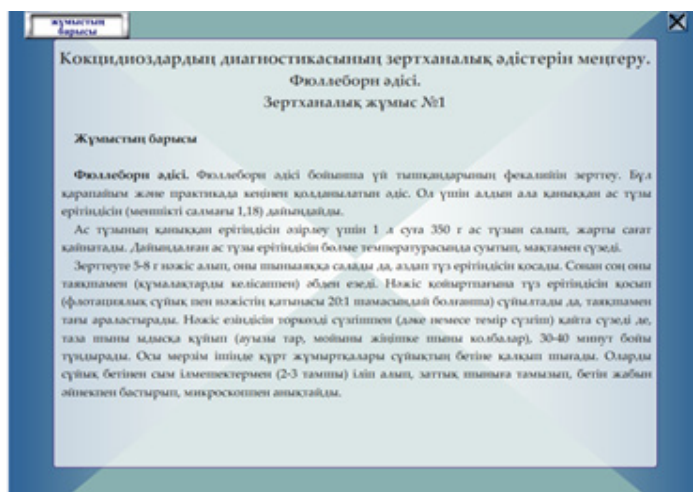 жұмыстың
барысы
Кокцидиоздардың диагностикасының зертханалық әдістерін меңгеру.
Фюллеборн әдісі.
Зертханалық жұмыс №1
Жұмыстың барысы
Фюллеборн әдісі. Фюллеборн әдісі бойынша үй тышқандарының фекалийін зерттеу. Бұл
қарапайым және практикада кеңінен қолданылатын әдіс. Ол үшін алдын ала қаныққан ас тұзы
ерітіндісін (меншікті салмағы 1,18) дайындайды.
Ас тұзының қаныққан ерітіндісін әзірлеу үшін 1 л суға 350 г ас тұзын салып, жарты сағат
қайнатады. Дайындалған ас тұзы ерітіндісін бөлме температурасында суытып, мақтамен сүзеді.
Зерттеуге 5-8 г нәжіс алып, оны шыныаяққа салады да, аздап тұз ерітіндісін қосады. Сонан соң оны
таяқпамен (құмалақтарды келісаппен) әбден езеді. Нәжіс қойыртпағына тұз ерітіндісін қосып
(флотациялық сұйық пен нәжістің қатынасы 20:1 шамасындай болғанша) сұйылтады да, таяқпамен
тағы араластырады. Нәжіс езіндісін торкөзді сүзгішпен (дәке немесе темір сүзгіш) қайта сүзеді де,
таза шыны ыдысқа құйып (ауызы тар, мойыны жіңішке шыны колбалар), 30-40 минут бойы
тұндырады. Осы мерзім ішінде құрт жұмыртқалары сұйықтың бетіне қалқып шығады. Оларды
сұйық бетінен сым ілмешектермен (2-3 тамшы) іліп алып, заттық шыныға тамызып, бетін жабын
әйнекпен бастырып, микроскоппен анықтайды.